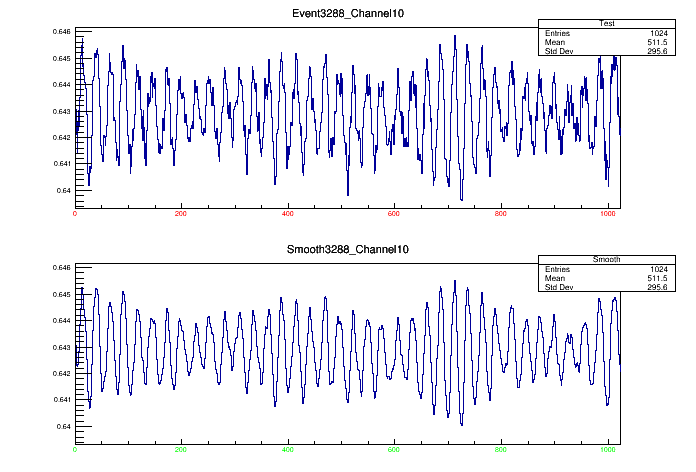 Event3288_Channel10
Test
Entries 1024
Mean 511.5
Std Dev 295.6
0.646
0.645
0.644
0.643
0.642
0.641
0.64
0 200 400 600 800 1000
Smooth3288_Channel10
Smooth
Entries 1024
Mean 511.5
Std Dev 295.6
0.646
0.645
0.644
0.643
0.642
0.641
0.64
0 200 400 600 800 1000